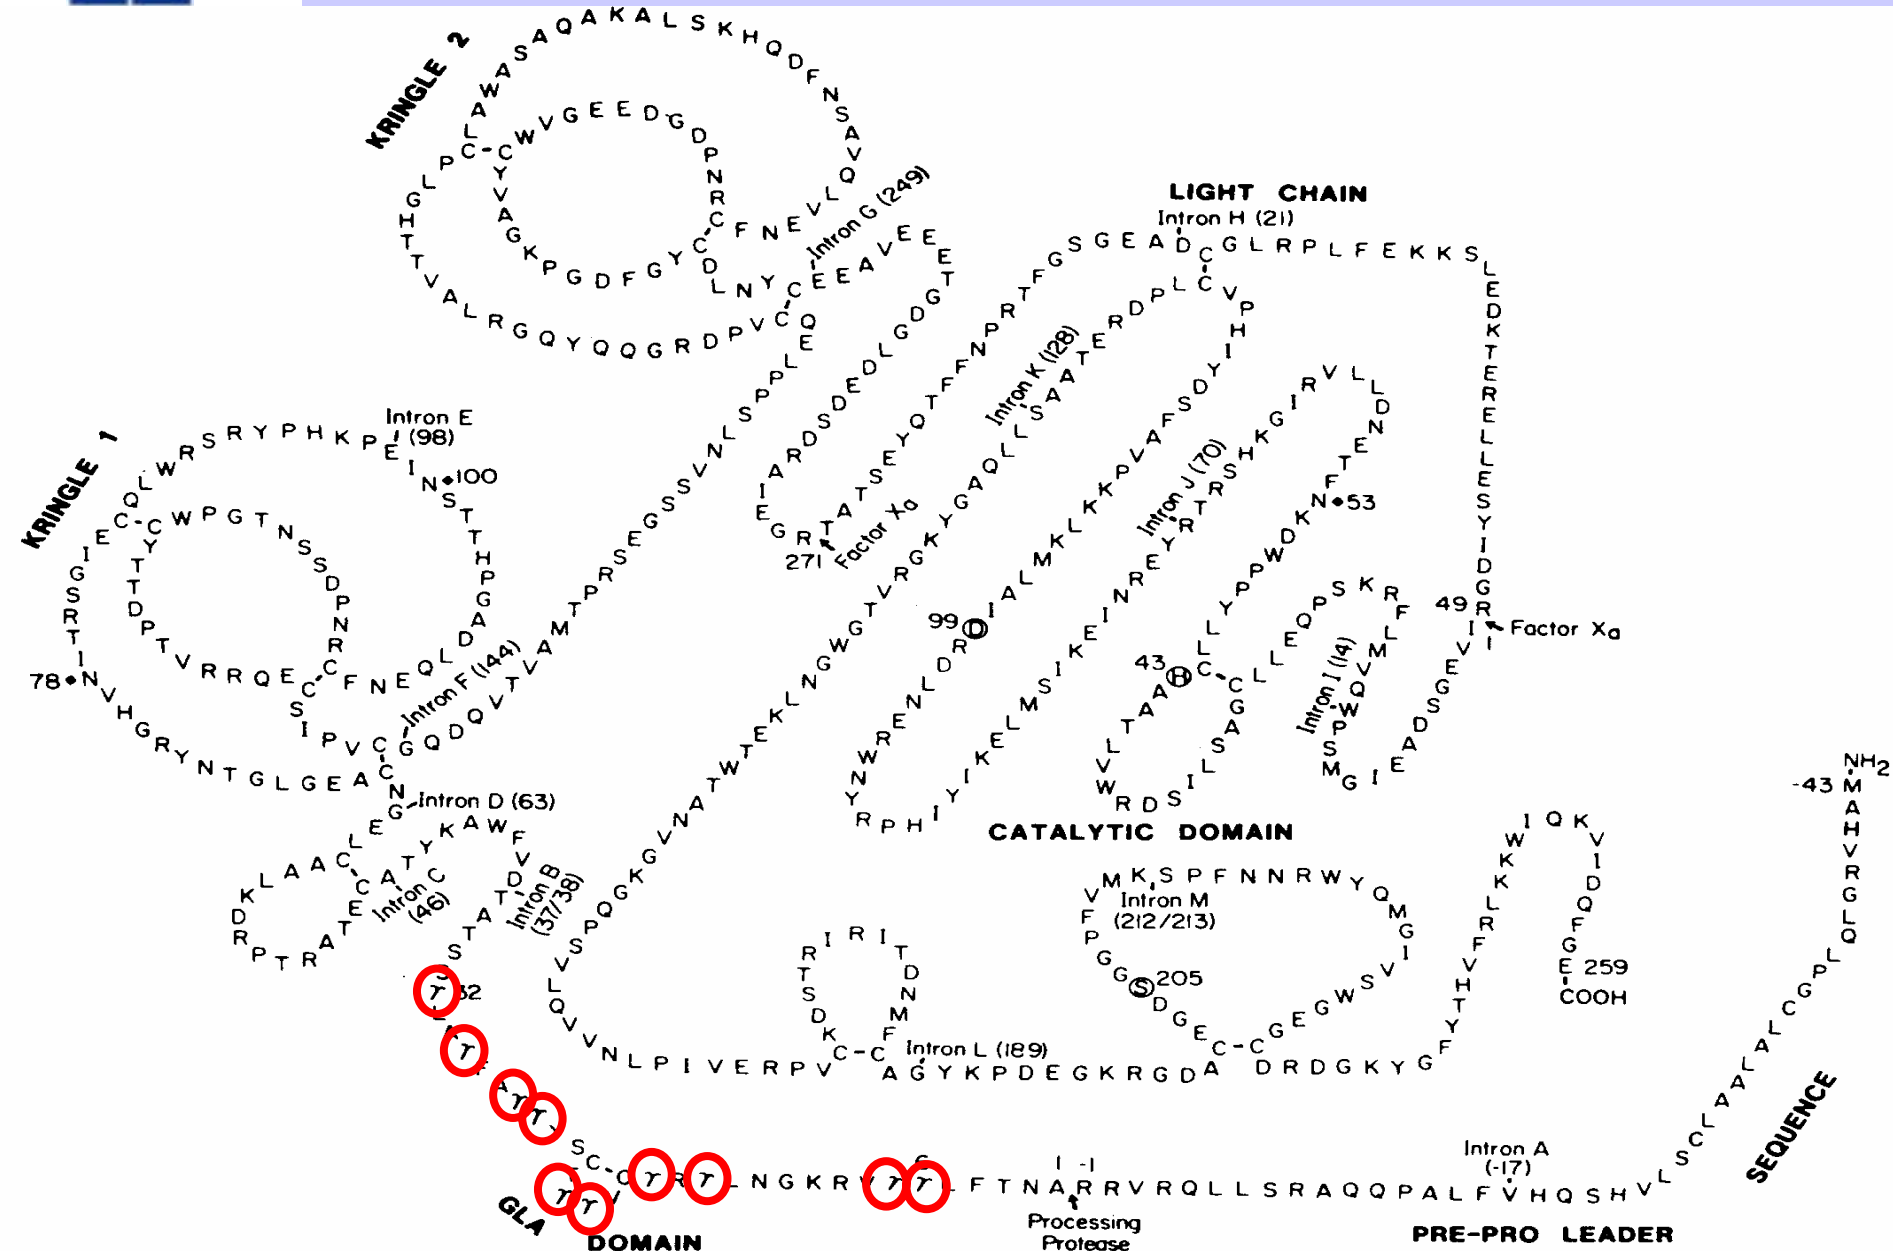 KRINGLE 2
L A W A S A Q A K A L S K H Q D F N S A V Q L V E N F C
C W V G E E D G D P N R C
Y V A G K P G D F G Y C D L N Y C
C P L G H T T V A L R G Q Y Q Q G R D P V C
Intron G (249)
E E A V E E E T G D G L D E D S D R A I E G R
271
Factor Xa
T A T S E Y Q T F F N P R T F G S G E A D C G L R P L F E K K S L E D K T E R E L L E S Y I D G R
LIGHT CHAIN
Intron H (21)
49
Factor Xa
I V E G S D A E I G M S P W Q V M L F R K S P Q E L L C G A S L I S D R W V L T A A H C L L Y P P W D K N F T E N D L L V R I G K H S R T R Y E R N I E K I S M L E K I Y I H P R Y N W R E N L D R D I A L M K L K K P V A F S D Y I H P V C L P D R E T A A S L L Q A G Y K G R V T G W G N L K E T W T A N V G K G Q P S V L Q V V N L P I V E R P V C K D S T R I R I T D N M F C A G Y K P D E G K R G D A C E G D S G G P F V M K S P F N N R W Y Q M G I V S W G E G C D R D G K Y G F Y T H V F R L K K W I Q K V I D Q F G E
Intron I (14)
43
53
Intron J (70)
99
Intron K (128)
CATALYTIC DOMAIN
Intron L (189)
205
Intron M
(212/213)
259
COOH
KRINGLE 1
Q L W R S R Y P H K P E I N S T T H P G A D L Q E N F C
Intron E
(98)
100
C W P G T N S S D P N R C
Y T T D P T V R R Q E C S I P V C
C E I G S R T I N V H G R Y N T G L G E A C
78
Intron F (144)
G Q D Q V T V A M T P R S E G S S V N L S P P L E Q C
N G E L C A A L K D R P T R A T E C A T Y K A W F V D T A T S
Intron D (63)
Intron C
(46)
Intron B
(37/38)
32
GLA
DOMAIN
L N G K R
F T N A R R V R Q L L S R A Q Q P A L F V H Q S H V L S C L A A L A L C G P L Q L G R V H A M
1 -1
Processing
Protease
Intron A
(-17)
PRE-PRO LEADER
SEQUENCE
-43
NH2